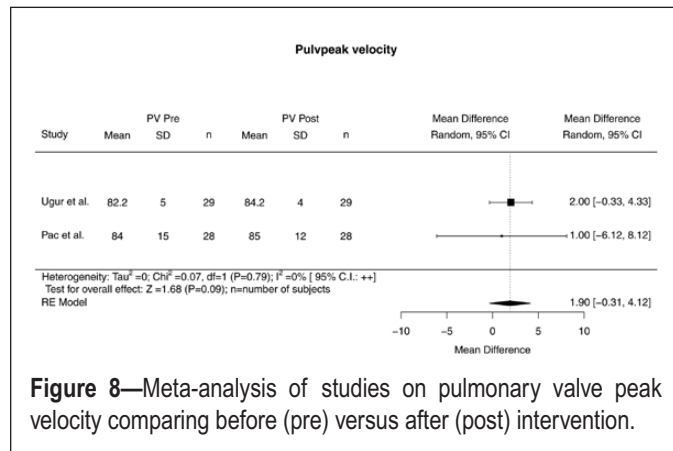 Pulvpeak velocity
PV Pre PV Post Mean Difference Mean Difference
Study Mean SD n Mean SD n Random, 95% CI Random, 95% CI
Ugur et al. 82.2 5 29 84.2 4 29 2.00 [−0.33, 4.33]
Pac et al. 84 15 28 85 12 28 1.00 [−6.12, 8.12]
Heterogeneity: Tau² =0; Chi² =0.07, df=1 (P=0.79); I² =0% [ 95% C.I.: ++]
Test for overall effect: Z =1.68 (P=0.09); n=number of subjects
RE Model 1.90 [−0.31, 4.12]
−10 −5 0 5 10
Mean Difference
Figure 8—Meta-analysis of studies on pulmonary valve peak
velocity comparing before (pre) versus after (post) intervention.